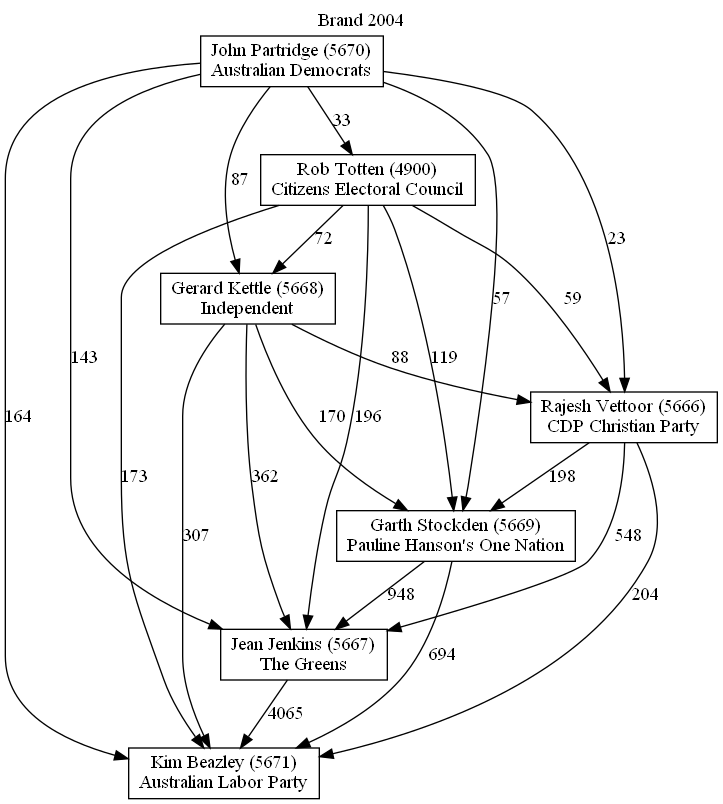 Brand 2004
John Partridge (5670)
Australian Democrats
33
Rob Totten (4900)
Citizens Electoral Council
87
72
23
Gerard Kettle (5668)
Independent
57
59
143
88
119
164
170
196
Rajesh Vettoor (5666)
CDP Christian Party
173
362
198
307
Garth Stockden (5669)
Pauline Hanson's One Nation
548
948
204
Jean Jenkins (5667)
The Greens
694
4065
Kim Beazley (5671)
Australian Labor Party